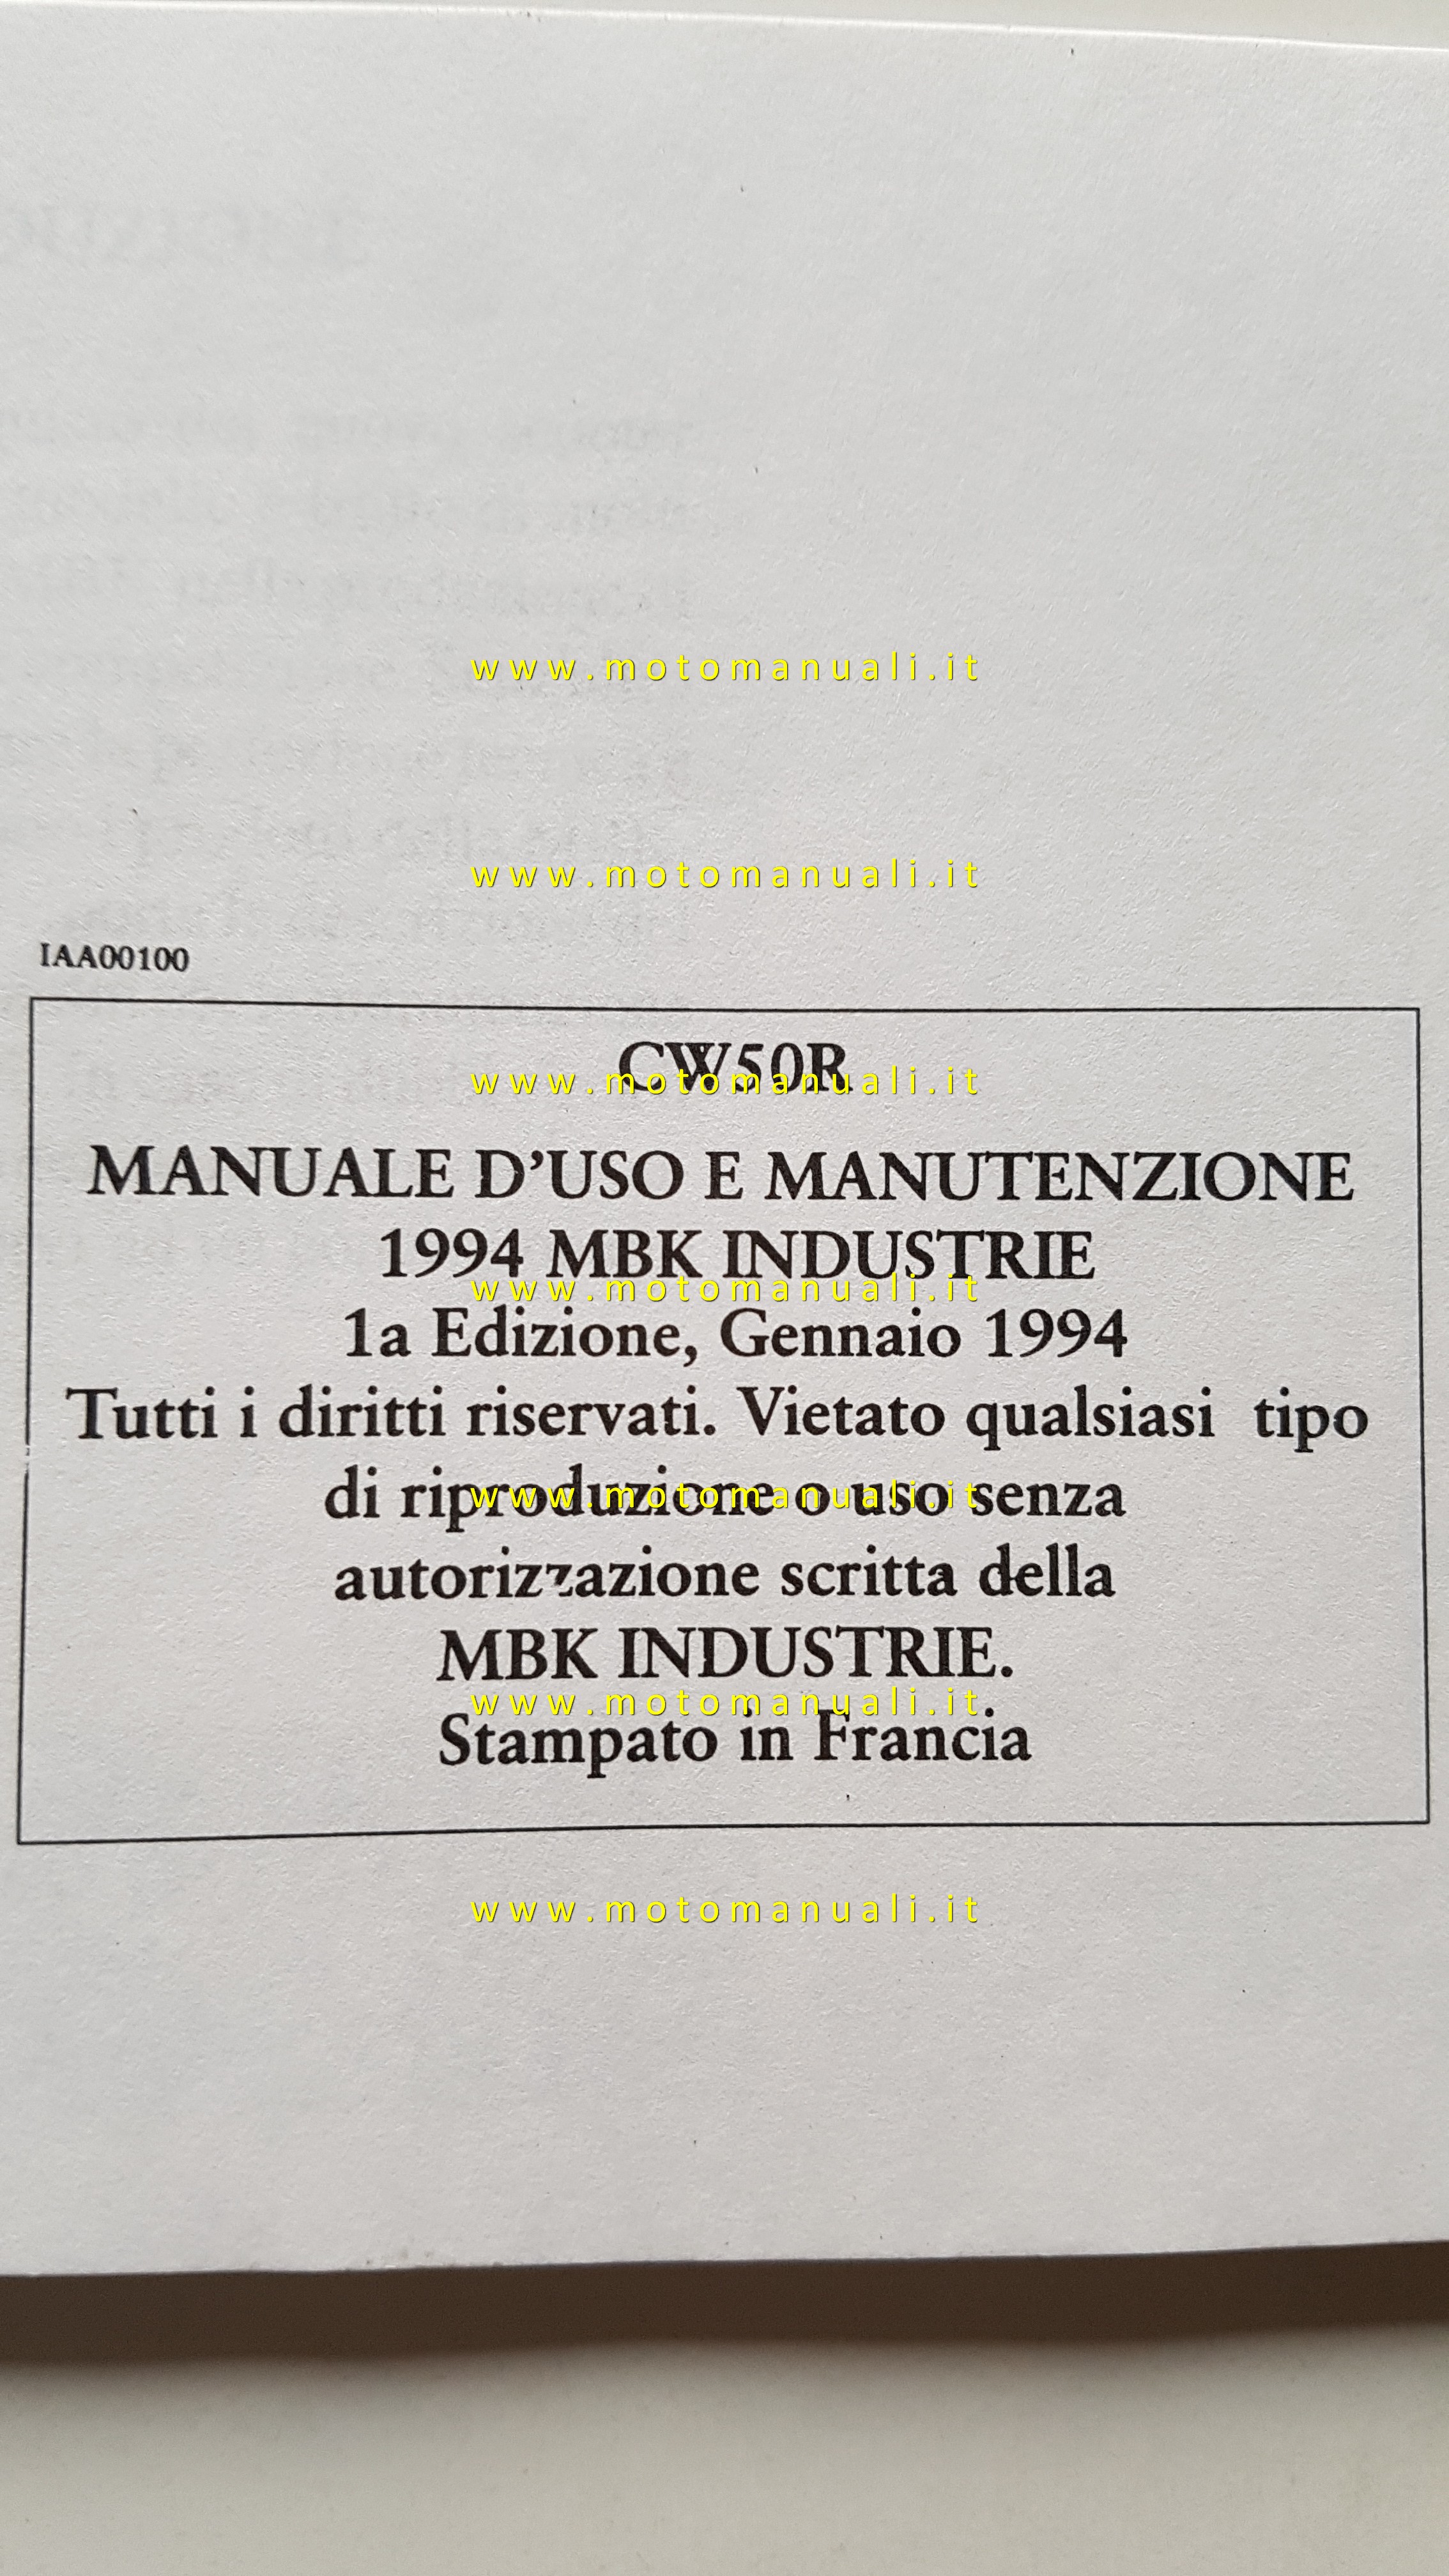 www.motomanuali.it
www.motomanuali.it
IAA00100
CW50R
www.motomanuali.it
MANUALE D'USO E MANUTENZIONE
1994 MBK INDUSTRIE
www.motomanuali.it
1a Edizione, Gennaio 1994
Tutti i diritti riservati. Vietato qualsiasi tipo
di riproduzione o uso senza
www.motomanuali.it
autorizzazione scritta della
MBK INDUSTRIE.
www.motomanuali.it
Stampato in Francia
www.motomanuali.it